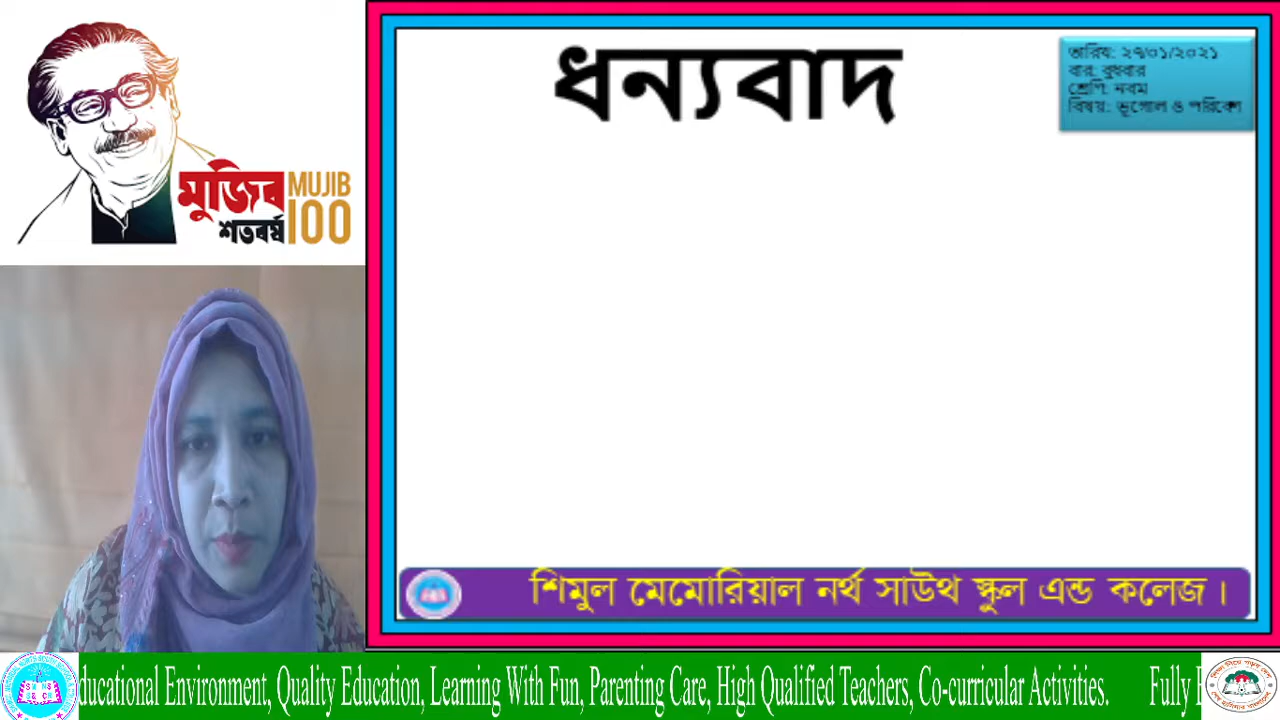 ধন্যবাদ
তারিখ: ২৭/০১/২০২১
বার: বুধবার
শ্রেণি: নবম
বিষয়: ভূগোল ও পরিবেশ
মুজিব
শতবর্ষ
MUJIB
100
শিমুল মেমোরিয়াল নর্থ সাউথ স্কুল এন্ড কলেজ।
ducational Environment, Quality Education, Learning With Fun, Parenting Care, High Qualified Teachers, Co-curricular Activities. Fully